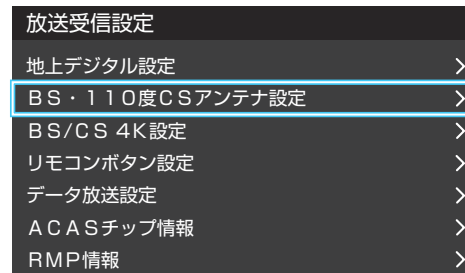 放送受信設定
地上デジタル設定
ＢＳ・１１０度ＣＳアンテナ設定
ＢＳ/ＣＳ ４Ｋ設定
リモコンボタン設定
データ放送設定
ＡＣＡＳチップ情報
ＲＭＰ情報